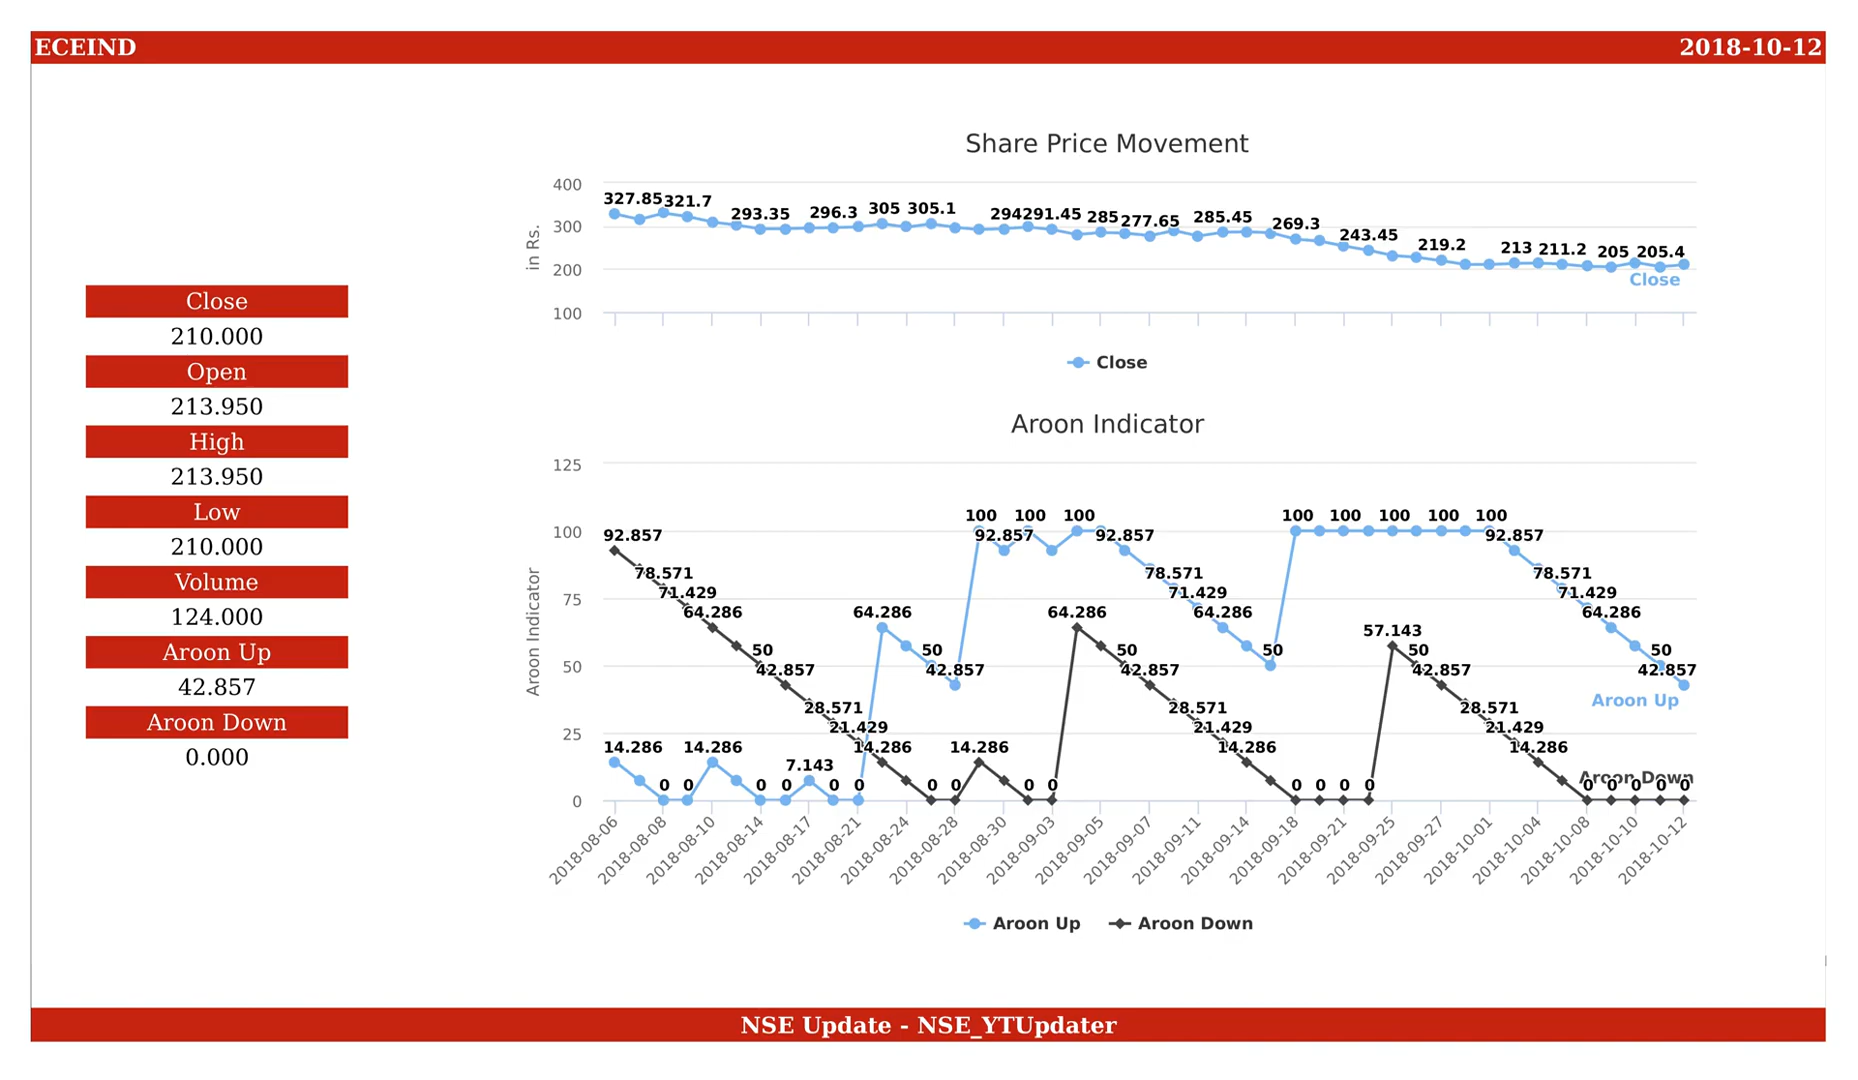 ECEIND 2018-10-12
Close
210.000
Open
213.950
High
213.950
Low
210.000
Volume
124.000
Aroon Up
42.857
Aroon Down
0.000
Share Price Movement
in Rs.
400
300
200
100
327.85 321.7 293.35 296.3 305 305.1 294 291.45 285 277.65 285.45 269.3 243.45 219.2 213 211.2 205 205.4
Close
Close
Aroon Indicator
Aroon Indicator
125
100
75
50
25
0
100 100 100 100 100 100 100 100
92.857 92.857 92.857 92.857
78.571 78.571 78.571
71.429 71.429 71.429
64.286 64.286 64.286 64.286 64.286
57.143
50 50 50 50 50 50
42.857 42.857 42.857 42.857 42.857
28.571 28.571 28.571
21.429 21.429 21.429
14.286 14.286 14.286 14.286 14.286 14.286
7.143
0 0 0 0 0 0 0 0 0 0 0 0 0 0 0 0 0 0 0 0
Aroon Up
Aroon Down
2018-08-06 2018-08-08 2018-08-10 2018-08-14 2018-08-17 2018-08-21 2018-08-24 2018-08-28 2018-08-30 2018-09-03 2018-09-05 2018-09-07 2018-09-11 2018-09-14 2018-09-18 2018-09-21 2018-09-25 2018-09-27 2018-10-01 2018-10-04 2018-10-08 2018-10-10 2018-10-12
Aroon Up Aroon Down
NSE Update - NSE_YTUpdater